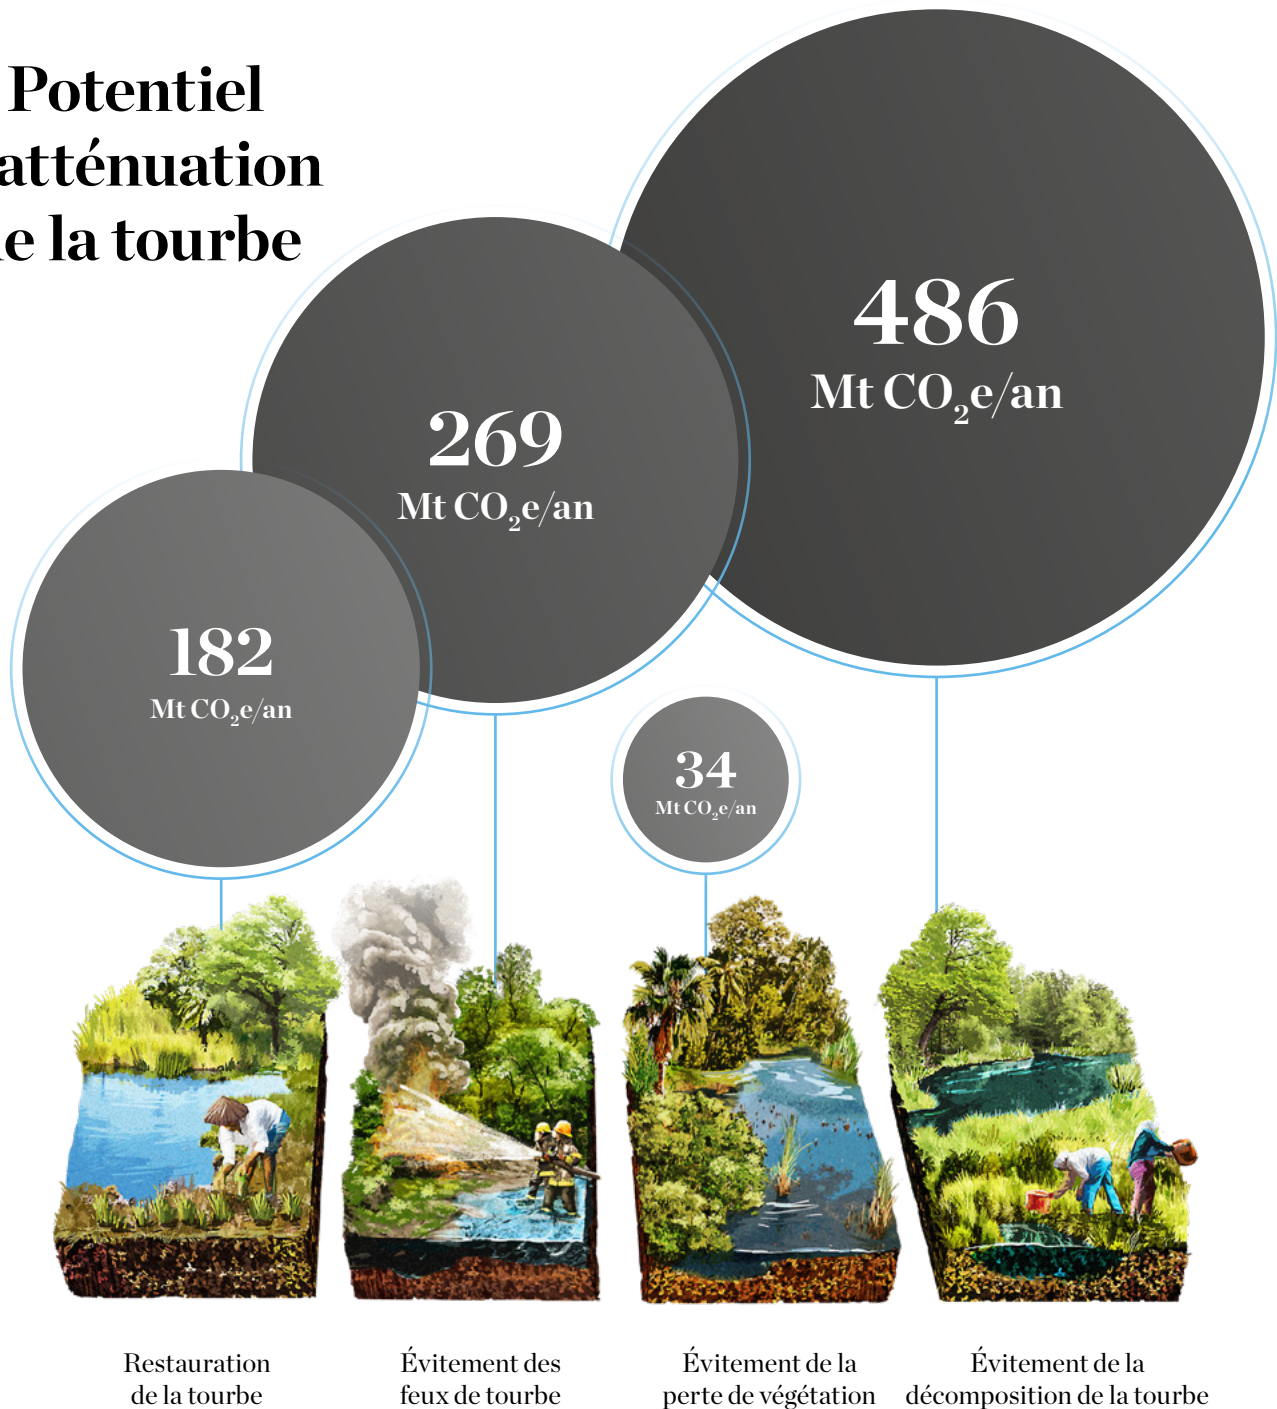 Potentiel
atténuation
e la tourbe
486
Mt CO₂e/an
269
Mt CO₂e/an
182
Mt CO₂e/an
34
Mt CO₂e/an
Restauration
de la tourbe
Évitement des
feux de tourbe
Évitement de la
perte de végétation
Évitement de la
décomposition de la tourbe